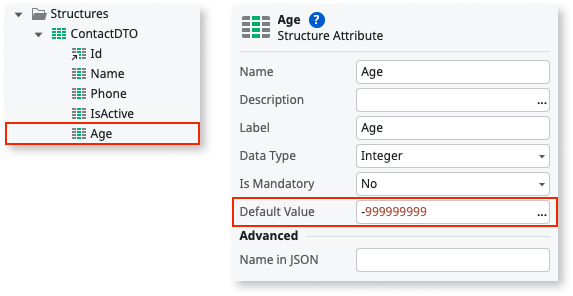 Structures
ContactDTO
Id
Name
Phone
IsActive
Age
Age ?
Structure Attribute
Name Age
Description ...
Label Age
Data Type Integer
Is Mandatory No
Default Value -999999999 ...
Advanced
Name in JSON